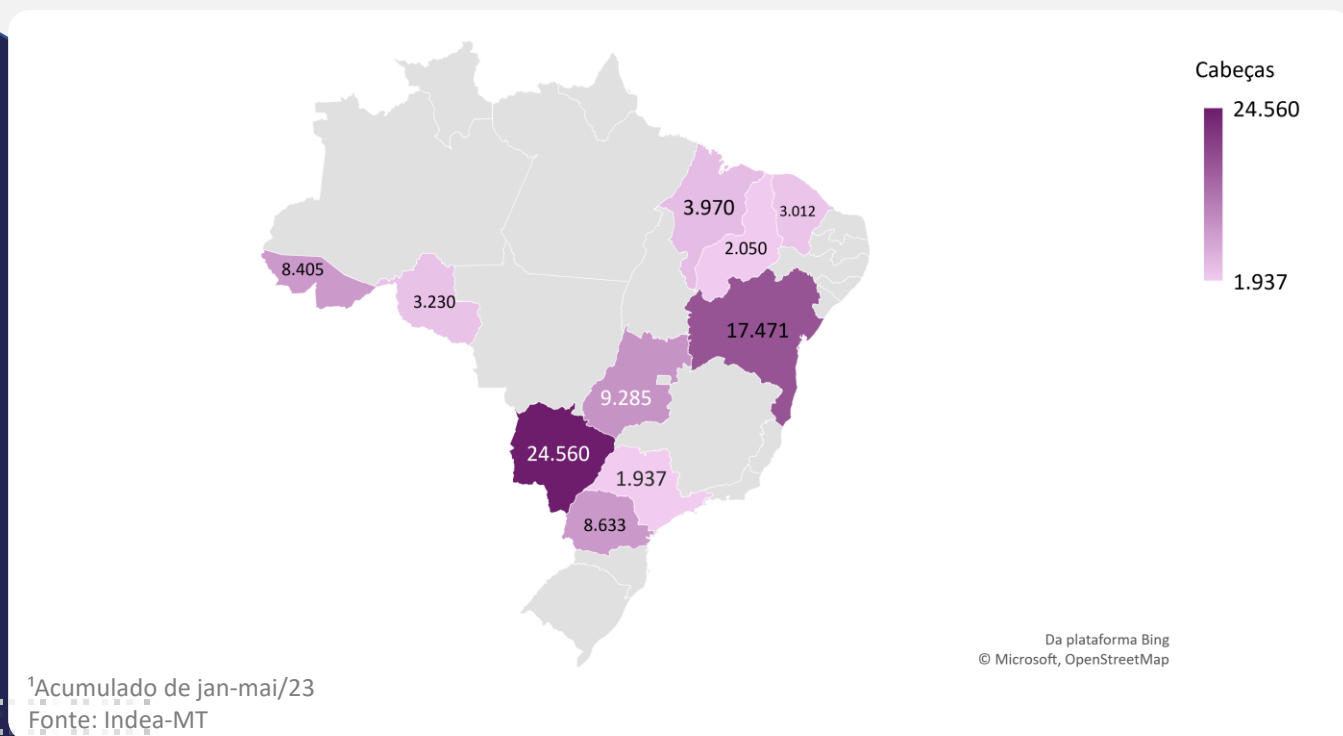 Cabeças
24.560
1.937
3.970
3.012
2.050
8.405
3.230
17.471
9.285
24.560
1.937
8.633
Da plataforma Bing
© Microsoft, OpenStreetMap
¹Acumulado de jan-mai/23
Fonte: Indea-MT